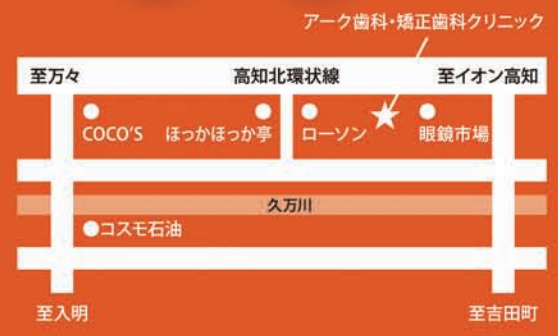 アーク歯科・矯正歯科クリニック
至万々 高知北環状線 至イオン高知
COCO'S ほっかほっか亭 ローソン 眼鏡市場
久万川
コスモ石油
至入明 至吉田町